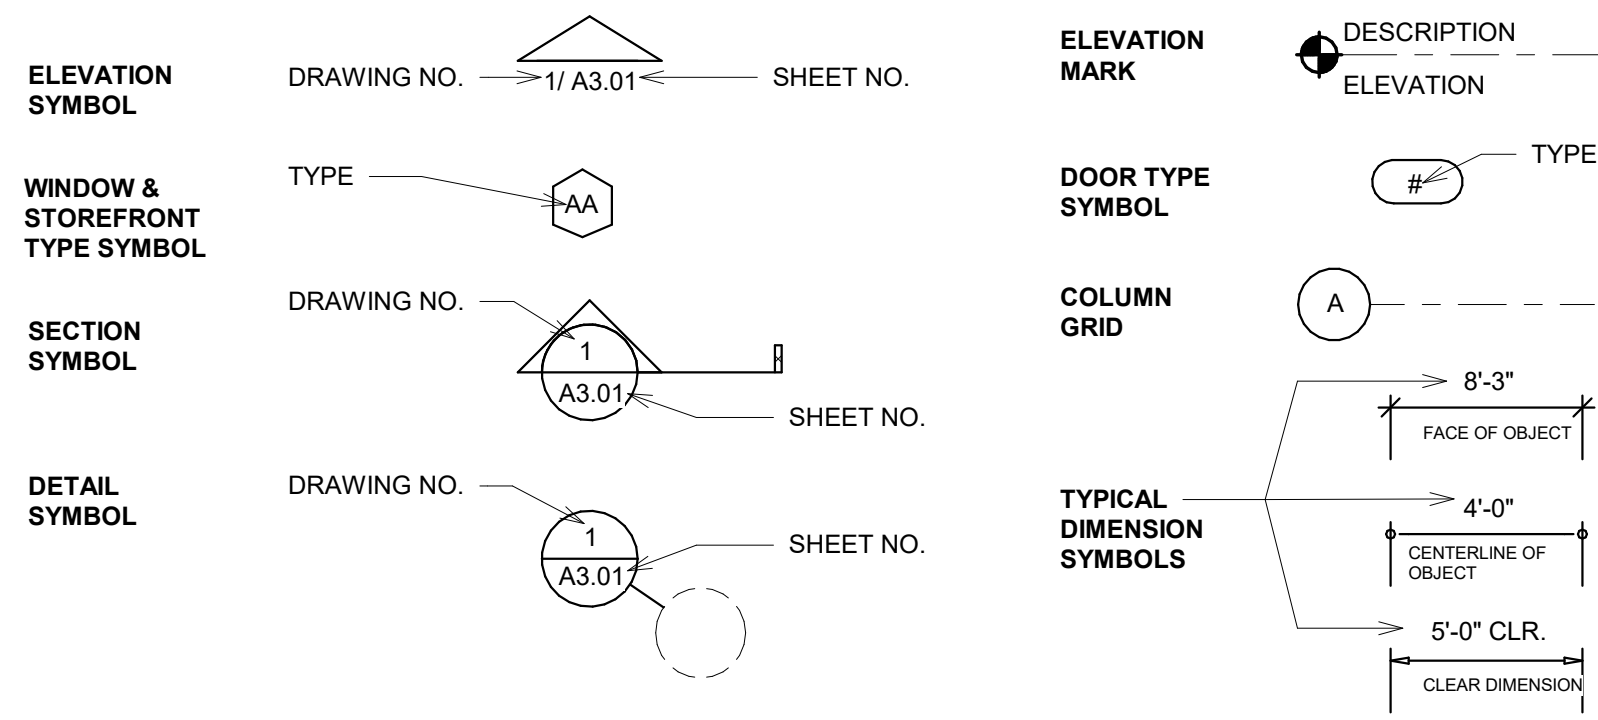 ELEVATION
SYMBOL
DRAWING NO.
1/ A3.01
SHEET NO.
WINDOW &
STOREFRONT
TYPE SYMBOL
TYPE
AA
SECTION
SYMBOL
DRAWING NO.
1
A3.01
SHEET NO.
DETAIL
SYMBOL
DRAWING NO.
1
A3.01
SHEET NO.
ELEVATION
MARK
DESCRIPTION
ELEVATION
DOOR TYPE
SYMBOL
#
TYPE
COLUMN
GRID
A
TYPICAL
DIMENSION
SYMBOLS
8'-3"
FACE OF OBJECT
4'-0"
CENTERLINE OF
OBJECT
5'-0" CLR.
CLEAR DIMENSION